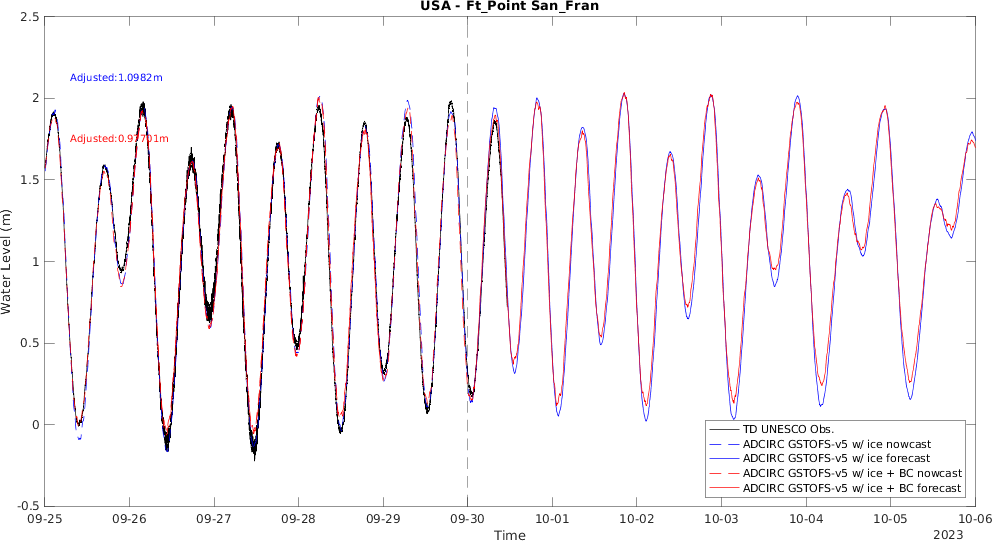 USA - Ft_Point San_Fran
2.5
2
1.5
1
0.5
0
-0.5
Water Level (m)
Adjusted:1.0982m
TD UNESCO Obs.
ADCIRC GSTOFS-v5 w/ ice nowcast
ADCIRC GSTOFS-v5 w/ ice forecast
ADCIRC GSTOFS-v5 w/ ice + BC nowcast
ADCIRC GSTOFS-v5 w/ ice + BC forecast
09-25 09-26 09-27 09-28 09-29 09-30 10-01 10-02 10-03 10-04 10-05 10-06
Time
2023